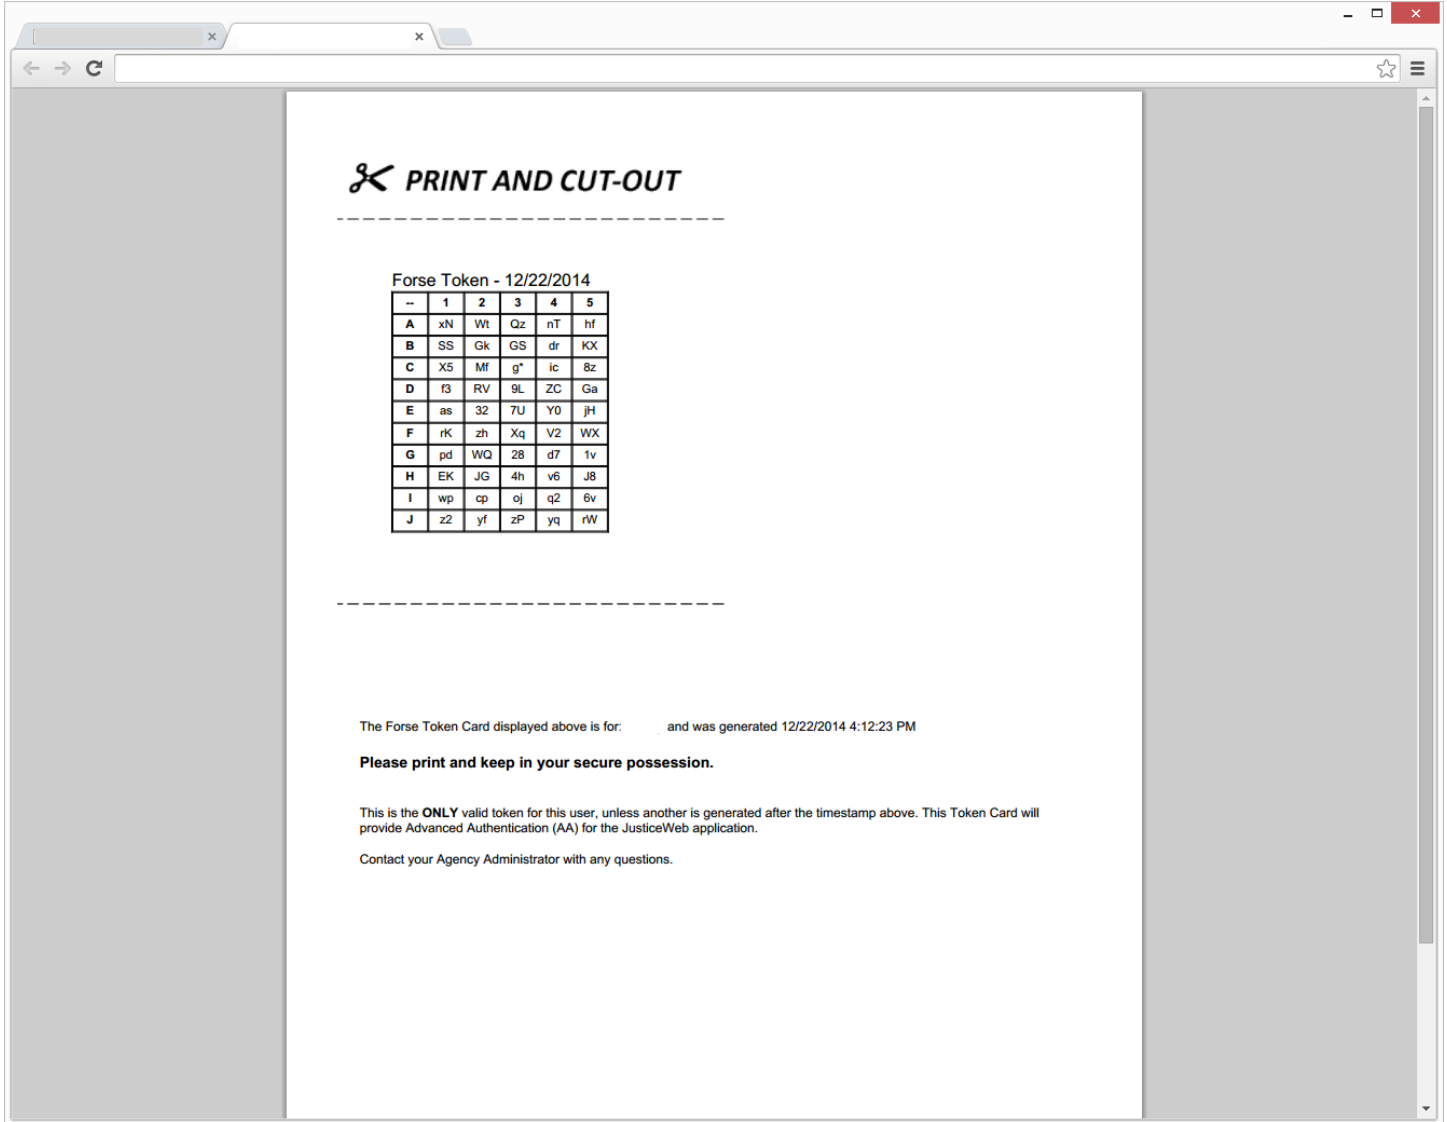 PRINT AND CUT-OUT
Forse Token - 12/22/2014
-- 1 2 3 4 5
A xN Wt Qz nT hf
B SS Gk GS dr KX
C X5 Mf g* ic 8z
D f3 RV 9L ZC Ga
E as 32 7U Y0 jH
F rK zh Xq V2 WX
G pd WQ 28 d7 1v
H EK JG 4h v6 J8
I wp cp oj q2 6v
J z2 yf zP yq rW
The Forse Token Card displayed above is for: and was generated 12/22/2014 4:12:23 PM
Please print and keep in your secure possession.
This is the ONLY valid token for this user, unless another is generated after the timestamp above. This Token Card will
provide Advanced Authentication (AA) for the JusticeWeb application.
Contact your Agency Administrator with any questions.